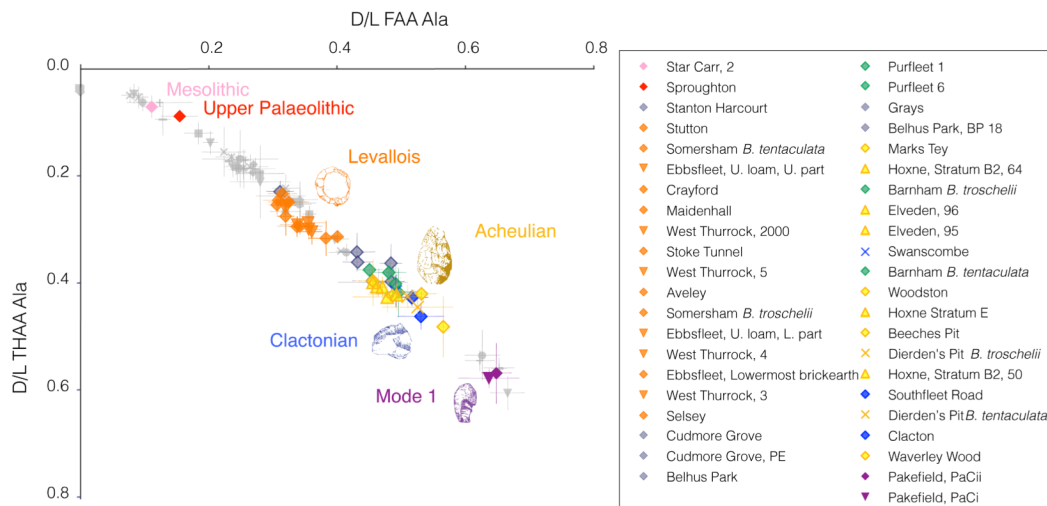 D/L FAA Ala
0.2
0.4
0.6
0.8
0.0
0.2
0.4
0.6
0.8
D/L THAA Ala
Mesolithic
Upper Palaeolithic
Levallois
Acheulian
Clactonian
Mode 1
Star Carr, 2
Sproughton
Stanton Harcourt
Stutton
Somersham B. tentaculata
Ebbsfleet, U. loam, U. part
Crayford
Maidenhall
West Thurrock, 2000
Stoke Tunnel
West Thurrock, 5
Aveley
Somersham B. troschelii
Ebbsfleet, U. loam, L. part
West Thurrock, 4
Ebbsfleet, Lowermost brickearth
West Thurrock, 3
Selsey
Cudmore Grove
Cudmore Grove, PE
Belhus Park
Purfleet 1
Purfleet 6
Grays
Belhus Park, BP 18
Marks Tey
Hoxne, Stratum B2, 64
Barnham B. troschelii
Elveden, 96
Elveden, 95
Swanscombe
Barnham B. tentaculata
Woodston
Hoxne Stratum E
Beeches Pit
Dierden's Pit B. troschelii
Hoxne, Stratum B2, 50
Southfleet Road
Dierden's Pit B. tentaculata
Clacton
Waverley Wood
Pakefield, PaCii
Pakefield, PaCi